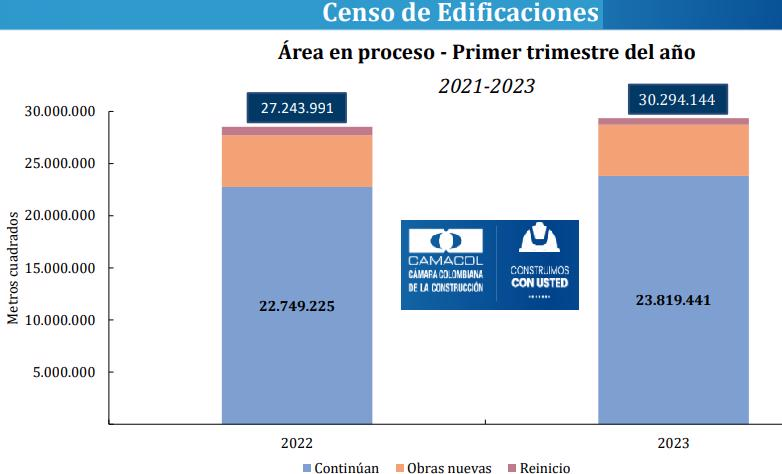 Censo de Edificaciones
Área en proceso - Primer trimestre del año
2021-2023
27.243.991
30.294.144
30.000.000
25.000.000
20.000.000
15.000.000
10.000.000
5.000.000
Metros cuadrados
22.749.225
23.819.441
CAMACOL
CÁMARA COLOMBIANA
DE LA CONSTRUCCIÓN
CONSTRUIMOS
CON USTED
2022
2023
Continúan
Obras nuevas
Reinicio